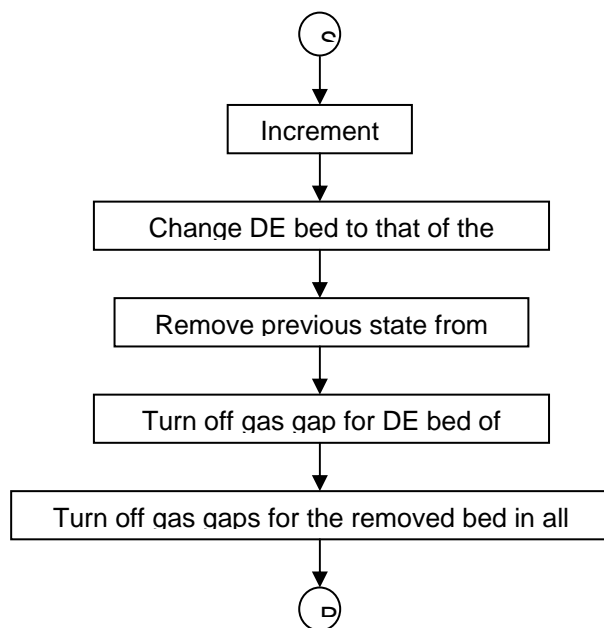 S
Increment
Change DE bed to that of the
Remove previous state from
Turn off gas gap for DE bed of
Turn off gas gaps for the removed bed in all